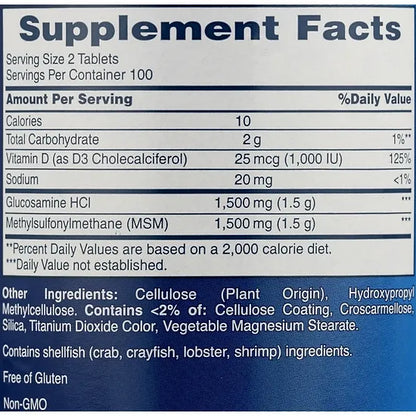 Supplement Facts
Serving Size 2 Tablets
Servings Per Container 100
Amount Per Serving %Daily Value
Calories 10
Total Carbohydrate 2 g 1%**
Vitamin D (as D3 Cholecalciferol) 25 mcg (1,000 IU) 125%
Sodium 20 mg <1%
Glucosamine HCl 1,500 mg (1.5 g) ***
Methylsulfonylmethane (MSM) 1,500 mg (1.5 g) ***
**Percent Daily Values are based on a 2,000 calorie diet.
***Daily Value not established.
Other Ingredients: Cellulose (Plant Origin), Hydroxypropyl
Methylcellulose. Contains <2% of: Cellulose Coating, Croscarmellose,
Silica, Titanium Dioxide Color, Vegetable Magnesium Stearate.
Contains shellfish (crab, crayfish, lobster, shrimp) ingredients.
Free of Gluten
Non-GMO